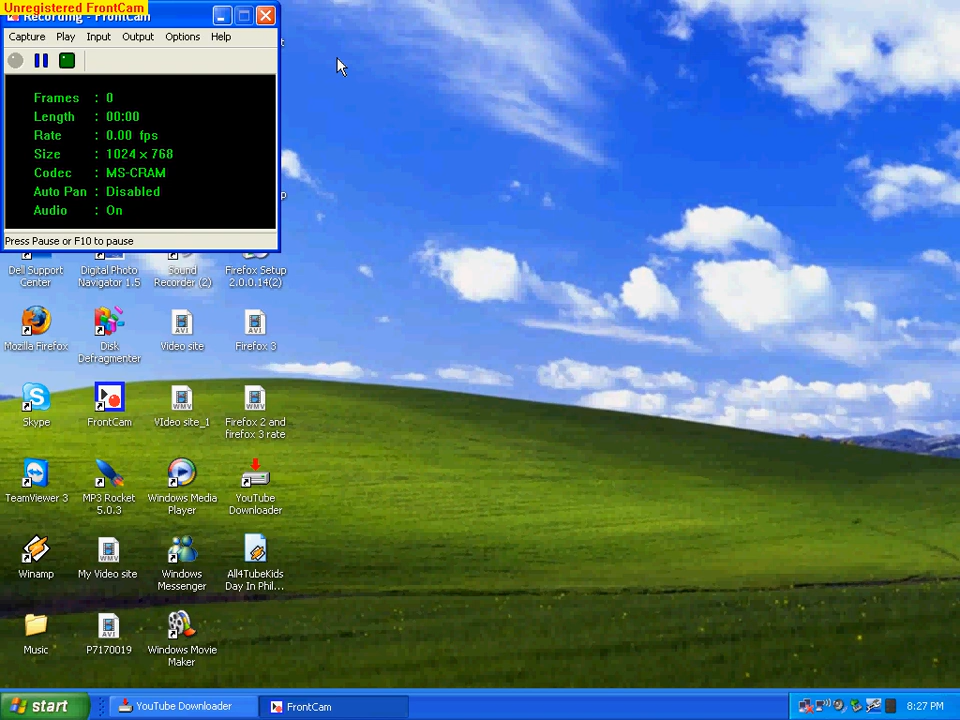 Unregistered FrontCam
Recording - FrontCam
Capture Play Input Output Options Help
Frames : 0
Length : 00:00
Rate : 0.00 fps
Size : 1024 x 768
Codec : MS-CRAM
Auto Pan : Disabled
Audio : On
Press Pause or F10 to pause
Dell Support Center
Digital Photo Navigator 1.5
Sound Recorder (2)
Firefox Setup 2.0.0.14(2)
Mozilla Firefox
Disk Defragmenter
Video site
Firefox 3
Skype
FrontCam
VIdeo site_1
Firefox 2 and firefox 3 rate
TeamViewer 3
MP3 Rocket 5.0.3
Windows Media Player
YouTube Downloader
Winamp
My Video site
Windows Messenger
All4TubeKids Day In Phil...
Music
P7170019
Windows Movie Maker
start
YouTube Downloader
FrontCam
8:27 PM